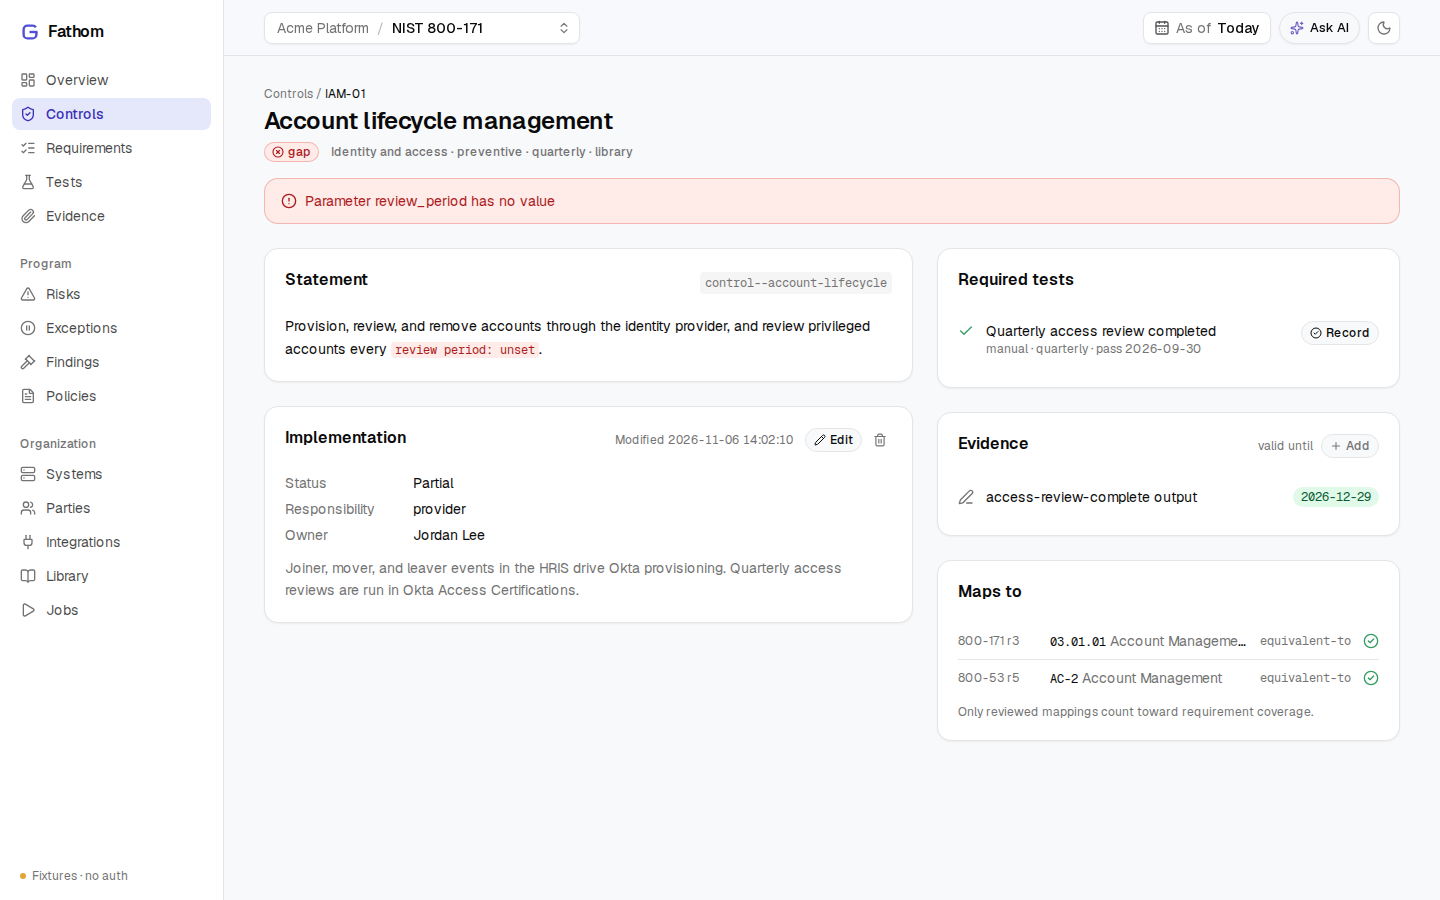 Fathom
Overview
Controls
Requirements
Tests
Evidence
Program
Risks
Exceptions
Findings
Policies
Organization
Systems
Parties
Integrations
Library
Jobs
Fixtures · no auth
Acme Platform / NIST 800-171
As of Today
Ask AI
Controls / IAM-01
Account lifecycle management
gap
Identity and access · preventive · quarterly · library
Parameter review_period has no value
Statement
control--account-lifecycle
Provision, review, and remove accounts through the identity provider, and review privileged
accounts every review period: unset.
Implementation
Modified 2026-11-06 14:02:10
Edit
Status Partial
Responsibility provider
Owner Jordan Lee
Joiner, mover, and leaver events in the HRIS drive Okta provisioning. Quarterly access
reviews are run in Okta Access Certifications.
Required tests
Quarterly access review completed
manual · quarterly · pass 2026-09-30
Record
Evidence
valid until
+ Add
access-review-complete output
2026-12-29
Maps to
800-171 r3 03.01.01 Account Manageme… equivalent-to
800-53 r5 AC-2 Account Management equivalent-to
Only reviewed mappings count toward requirement coverage.